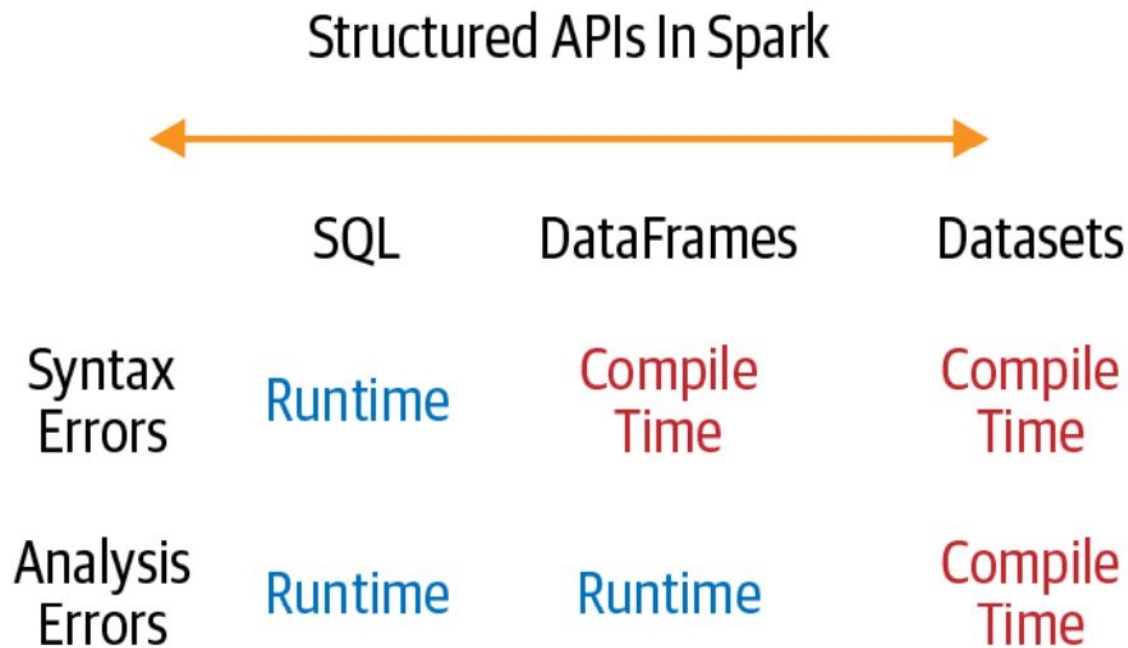 Structured APIs In Spark
SQL DataFrames Datasets
Syntax Errors Runtime Compile Time Compile Time
Analysis Errors Runtime Runtime Compile Time